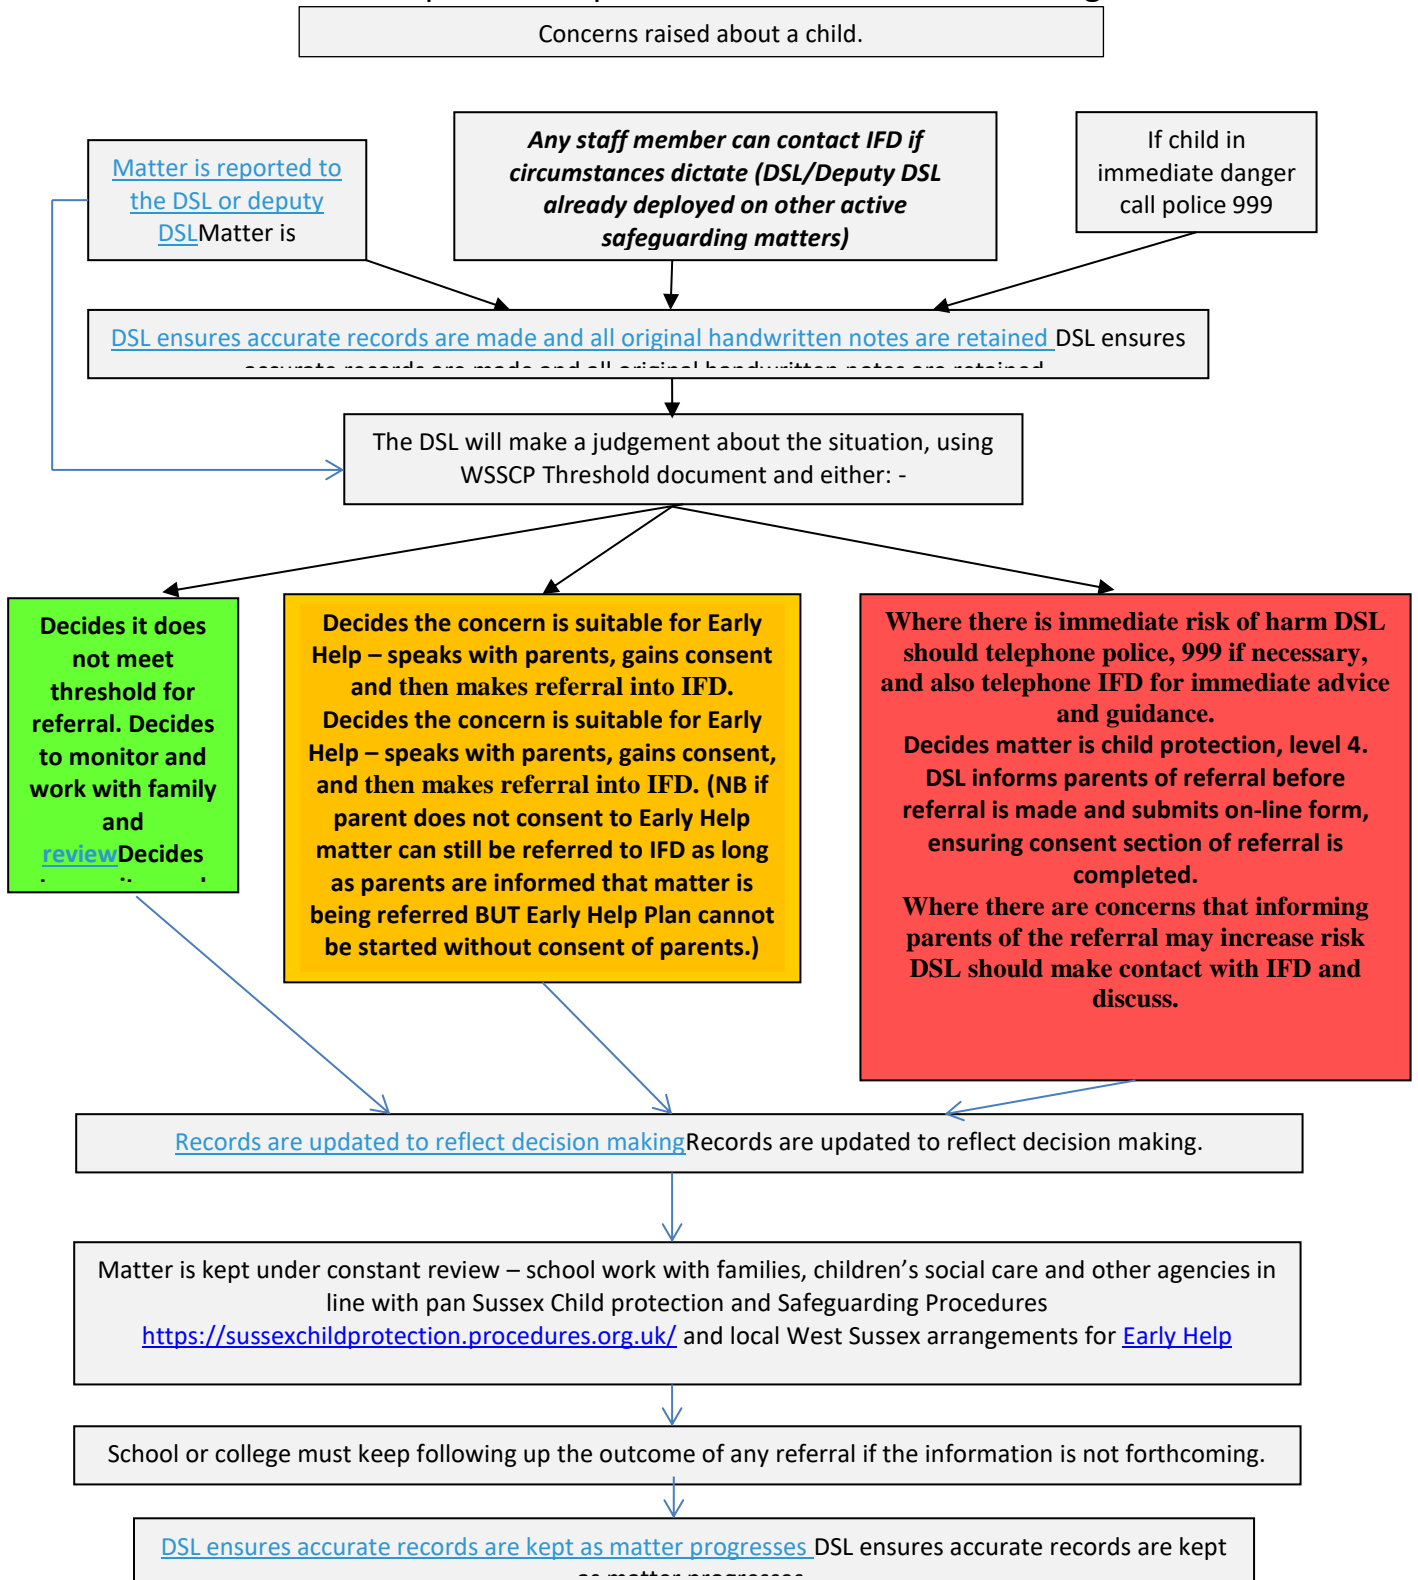 Concerns raised about a child.
Matter is reported to
the DSL or deputy
DSLMatter is
Any staff member can contact IFD if
circumstances dictate (DSL/Deputy DSL
already deployed on other active
safeguarding matters)
If child in
immediate danger
call police 999
DSL ensures accurate records are made and all original handwritten notes are retained DSL ensures
accurate records are made and all original handwritten notes are retained
The DSL will make a judgement about the situation, using
WSSCP Threshold document and either: -
Decides it does
not meet
threshold for
referral. Decides
to monitor and
work with family
and
reviewDecides
Decides the concern is suitable for Early
Help – speaks with parents, gains consent
and then makes referral into IFD.
Decides the concern is suitable for Early
Help – speaks with parents, gains consent,
and then makes referral into IFD. (NB if
parent does not consent to Early Help
matter can still be referred to IFD as long
as parents are informed that matter is
being referred BUT Early Help Plan cannot
be started without consent of parents.)
Where there is immediate risk of harm DSL
should telephone police, 999 if necessary,
and also telephone IFD for immediate advice
and guidance.
Decides matter is child protection, level 4.
DSL informs parents of referral before
referral is made and submits on-line form,
ensuring consent section of referral is
completed.
Where there are concerns that informing
parents of the referral may increase risk
DSL should make contact with IFD and
discuss.
Records are updated to reflect decision makingRecords are updated to reflect decision making.
Matter is kept under constant review – school work with families, children’s social care and other agencies in
line with pan Sussex Child protection and Safeguarding Procedures
https://sussexchildprotection.procedures.org.uk/ and local West Sussex arrangements for Early Help
School or college must keep following up the outcome of any referral if the information is not forthcoming.
DSL ensures accurate records are kept as matter progresses DSL ensures accurate records are kept
as matter progresses